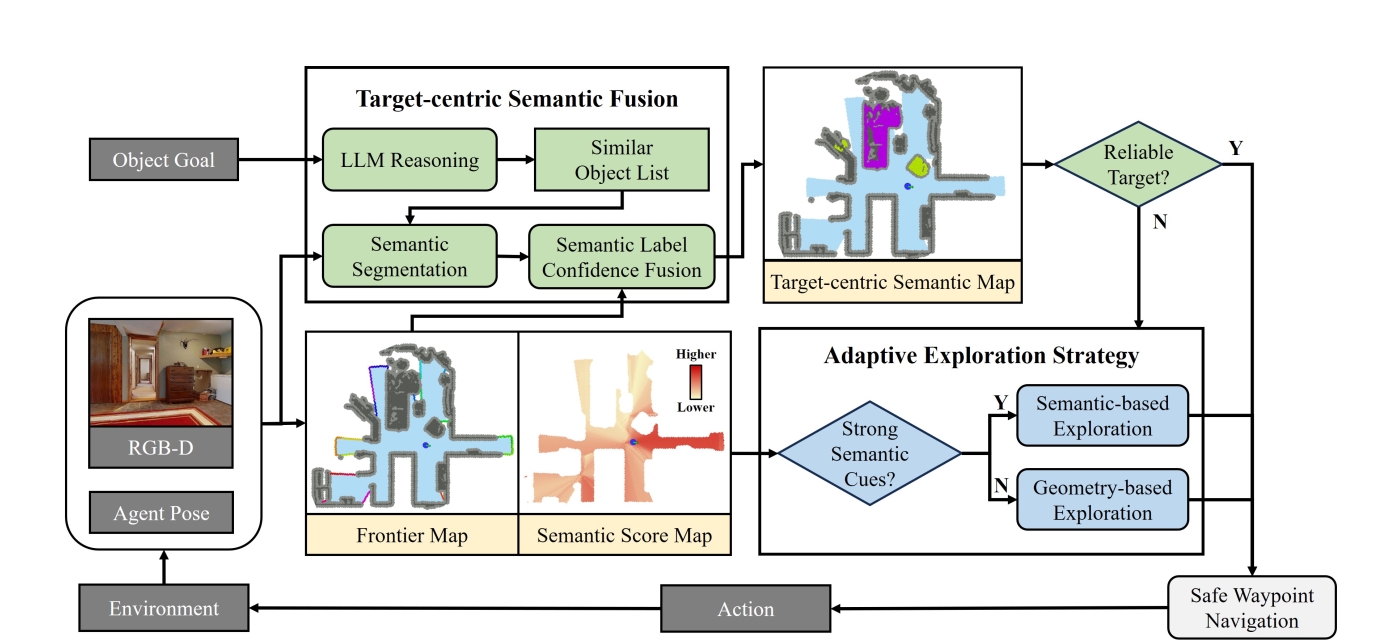 Target-centric Semantic Fusion
Object Goal
LLM Reasoning
Similar
Object List
Semantic
Segmentation
Semantic Label
Confidence Fusion
Target-centric Semantic Map
Reliable
Target?
Y
N
RGB-D
Agent Pose
Frontier Map
Higher
Lower
Semantic Score Map
Adaptive Exploration Strategy
Strong
Semantic
Cues?
Y
Semantic-based
Exploration
N
Geometry-based
Exploration
Environment
Action
Safe Waypoint
Navigation